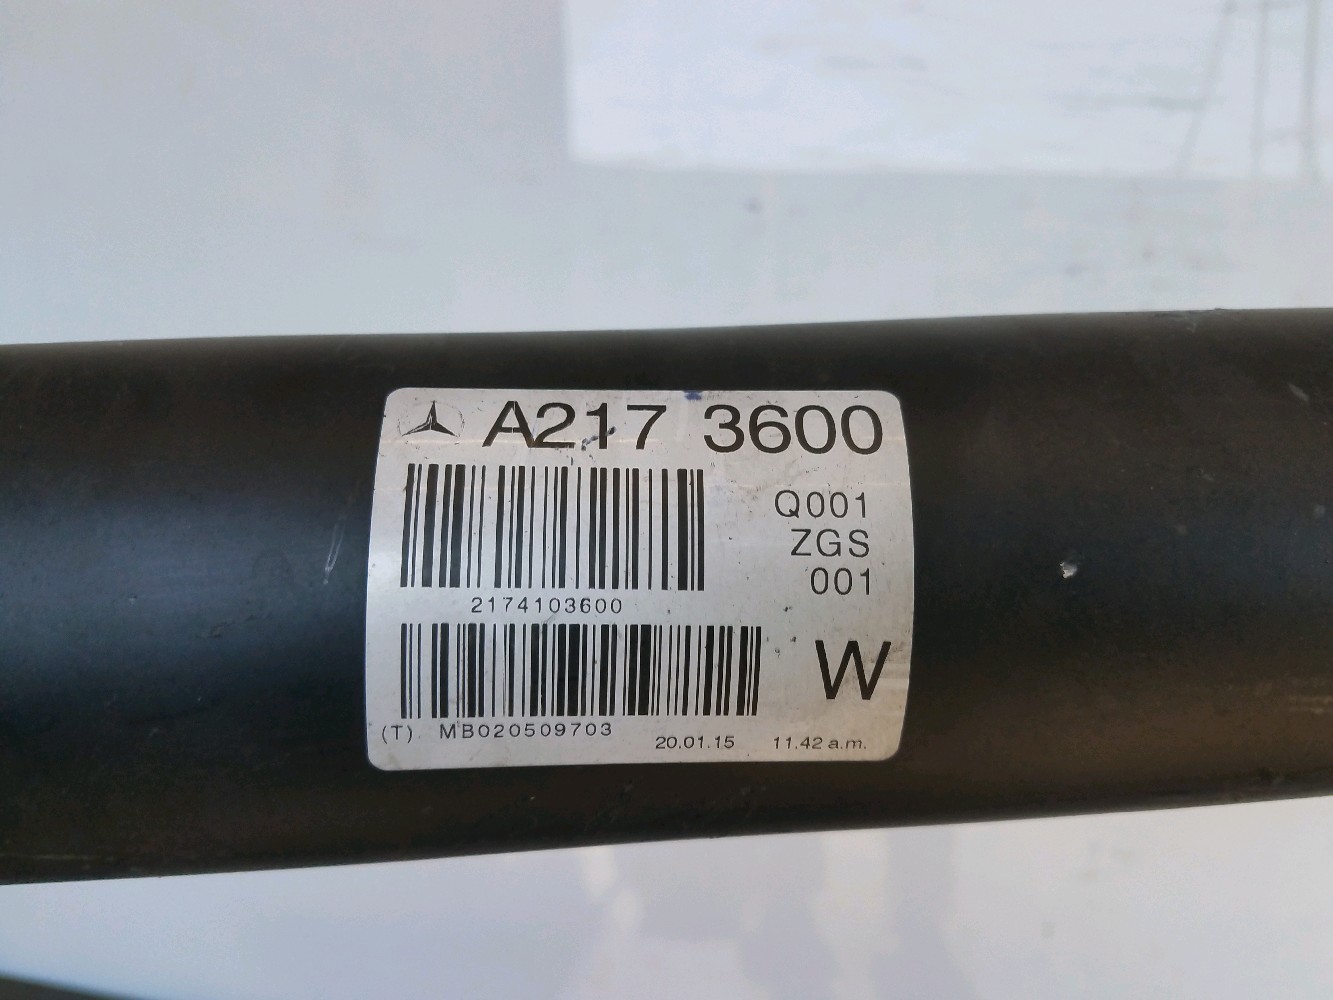 A217 3600
Q001
ZGS
001
2174103600
W
(T) MB020509703
20.01.15 11.42 a.m.